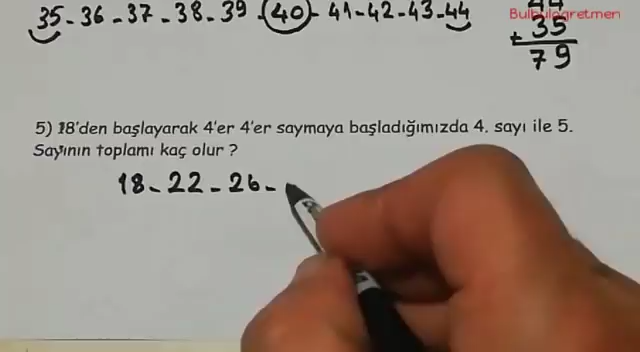 35 - 36 - 37 - 38 - 39 - 40 - 41 - 42 - 43 - 44
Bulbulogretmen
44
+ 35
79
5) 18'den başlayarak 4'er 4'er saymaya başladığımızda 4. sayı ile 5.
Sayının toplamı kaç olur ?
18 - 22 - 26 -